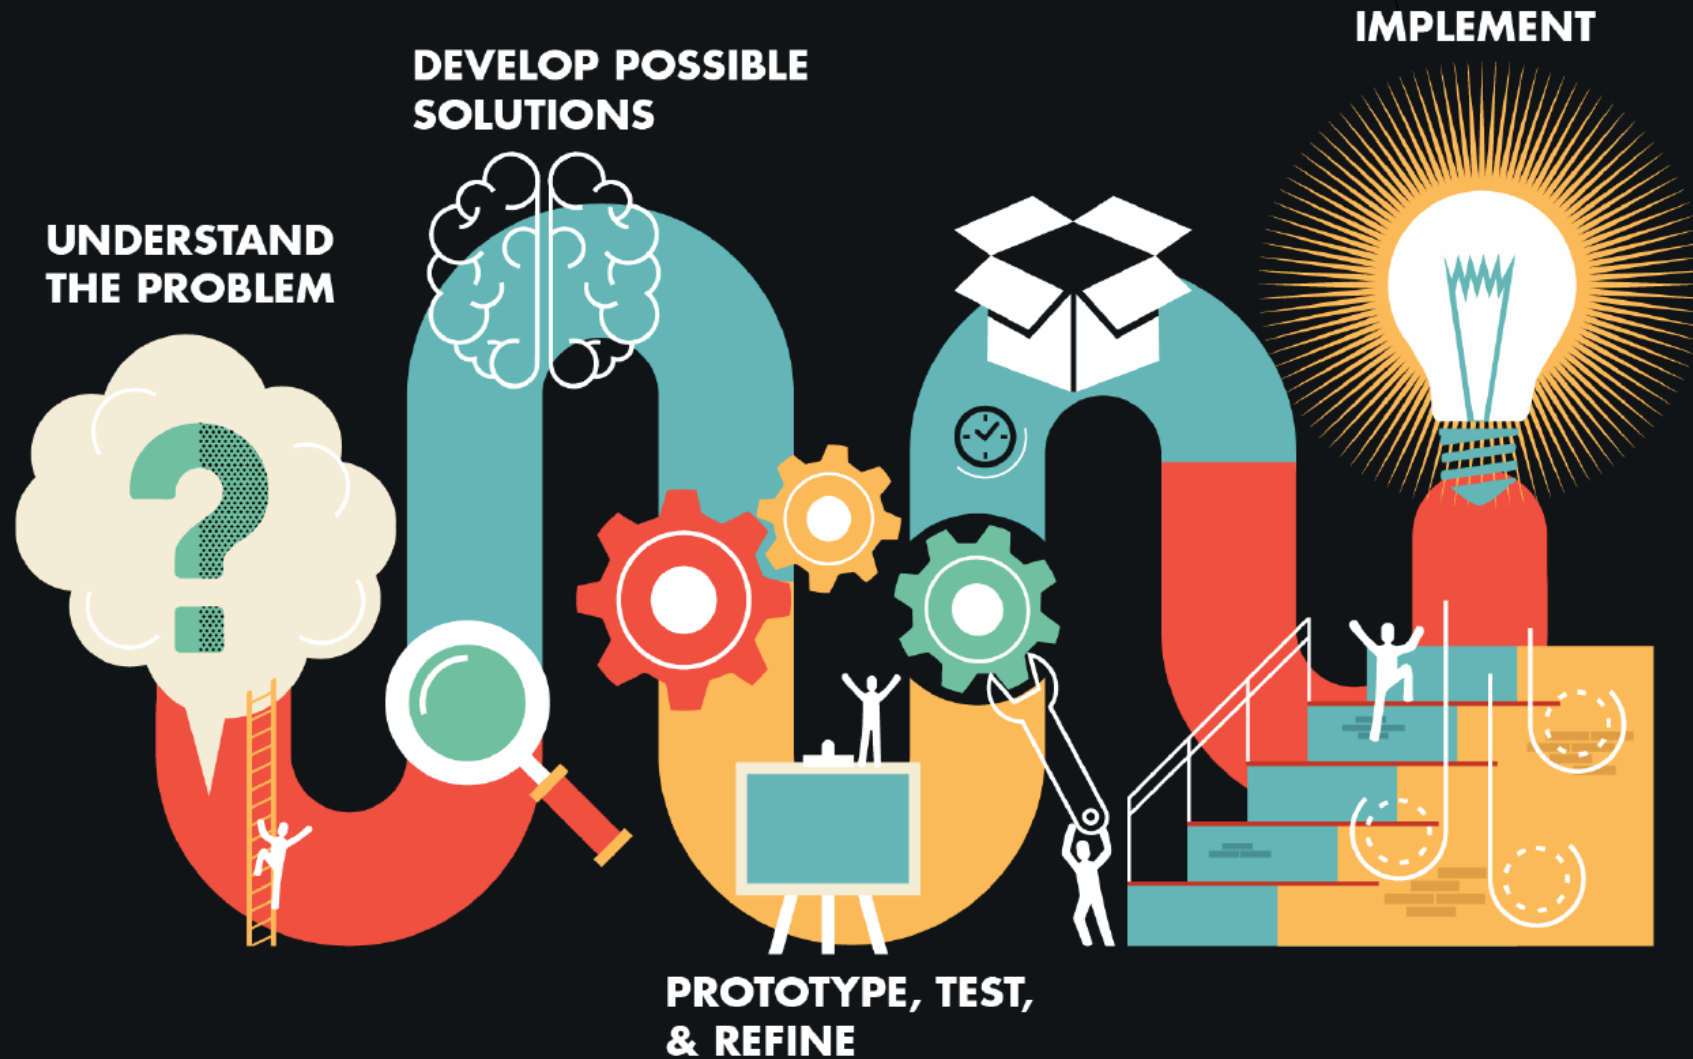 UNDERSTAND
THE PROBLEM
DEVELOP POSSIBLE
SOLUTIONS
PROTOTYPE, TEST,
& REFINE
IMPLEMENT